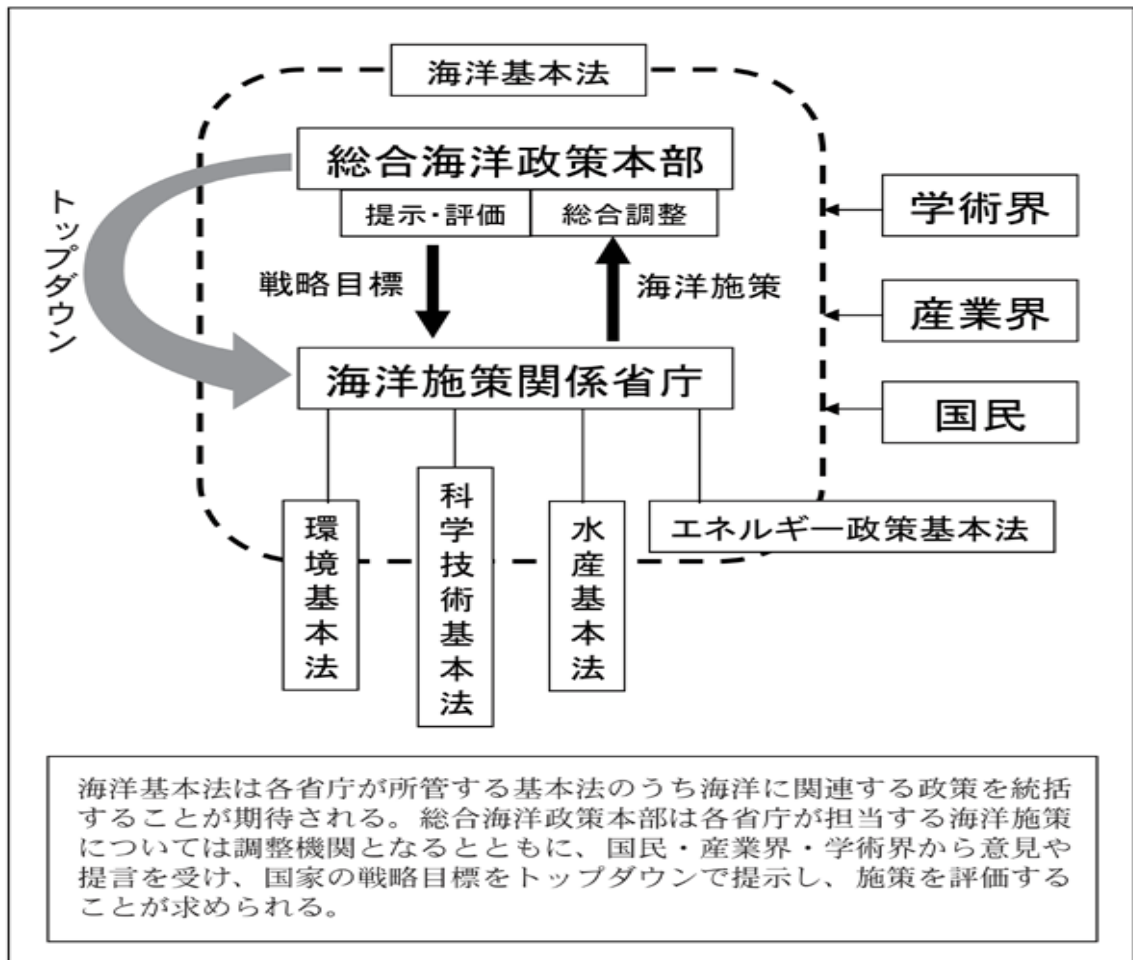 海洋基本法
総合海洋政策本部
提示・評価
総合調整
戦略目標
海洋施策
トップダウン
海洋施策関係省庁
学術界
産業界
国民
環境基本法
科学技術基本法
水産基本法
エネルギー政策基本法
海洋基本法は各省庁が所管する基本法のうち海洋に関連する政策を統括
することが期待される。総合海洋政策本部は各省庁が担当する海洋施策
については調整機関となるとともに、国民・産業界・学術界から意見や
提言を受け、国家の戦略目標をトップダウンで提示し、施策を評価する
ことが求められる。